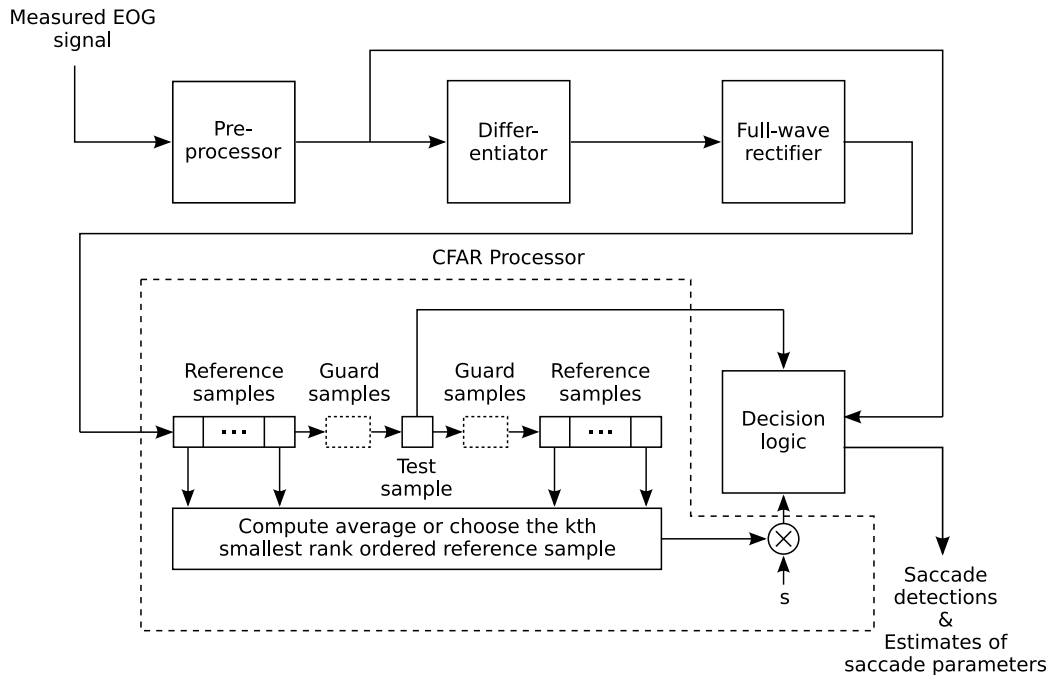 Measured EOG
signal
Pre-
processor
Differ-
entiator
Full-wave
rectifier
CFAR Processor
Reference
samples
Guard
samples
Guard
samples
Reference
samples
...
...
Test
sample
Decision
logic
Compute average or choose the kth
smallest rank ordered reference sample
s
Saccade
detections
&
Estimates of
saccade parameters